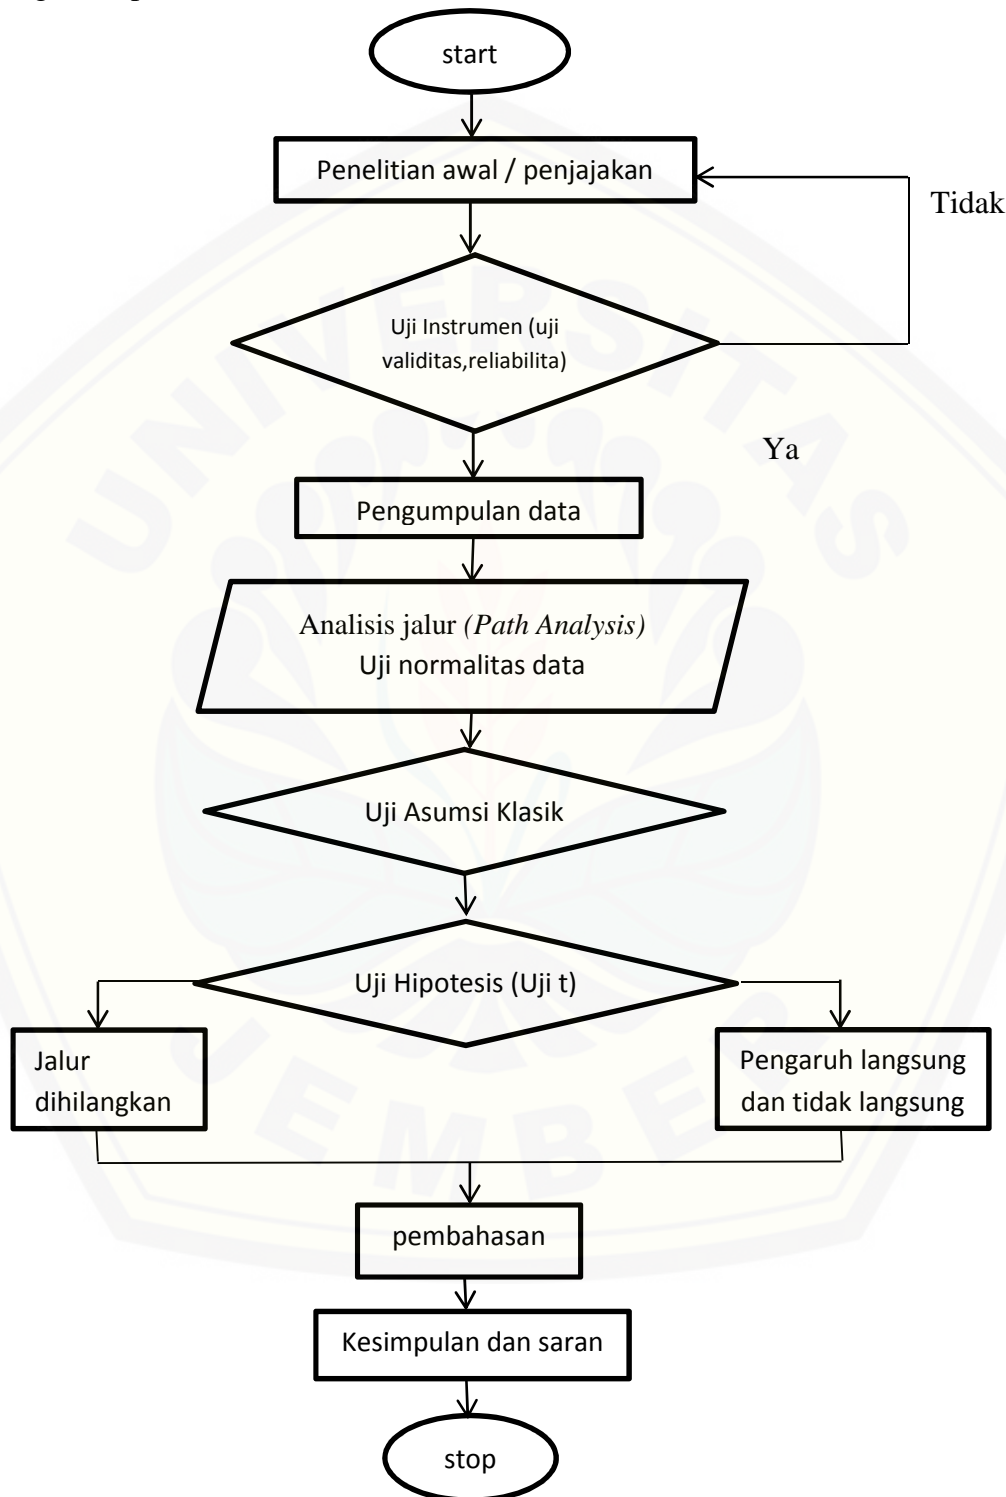 start
Penelitian awal / penjajakan
Tidak
Uji Instrumen (uji
validitas,reliabilita)
Ya
Pengumpulan data
Analisis jalur (Path Analysis)
Uji normalitas data
Uji Asumsi Klasik
Uji Hipotesis (Uji t)
Jalur
dihilangkan
Pengaruh langsung
dan tidak langsung
pembahasan
Kesimpulan dan saran
stop
UNIVERSITAS
JEMBER